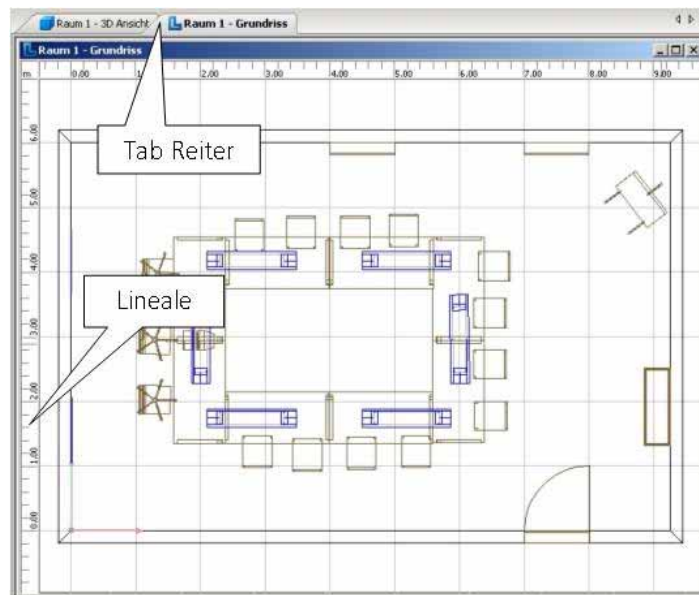 Raum 1 - 3D Ansicht
Raum 1 - Grundriss
Raum 1 - Grundriss
m
0.00
2.00
3.00
4.00
5.00
6.00
7.00
8.00
9.00
6.00
Tab Reiter
5.00
4.00
Lineale
3.00
2.00
1.00
0.00